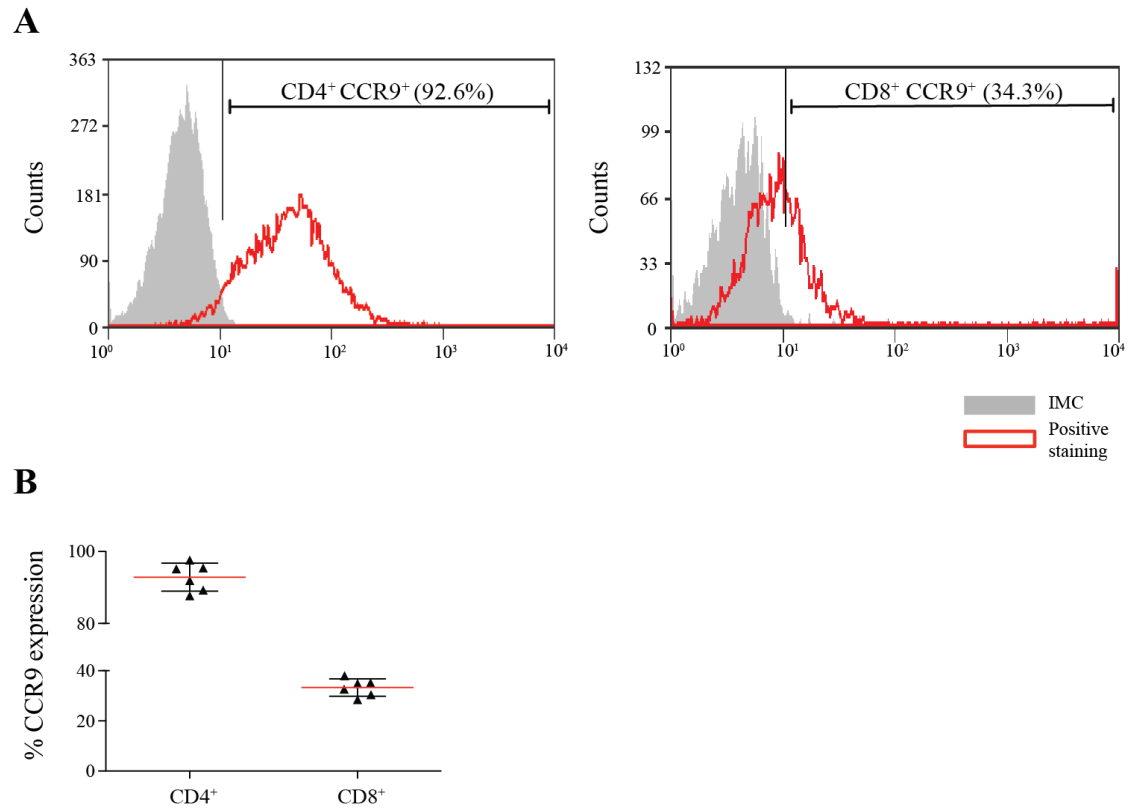 A
363
272
181
90
0
Counts
CD4⁺ CCR9⁺ (92.6%)
10⁰ 10¹ 10² 10³ 10⁴
132
99
66
33
0
Counts
CD8⁺ CCR9⁺ (34.3%)
10⁰ 10¹ 10² 10³ 10⁴
IMC
Positive
staining
B
% CCR9 expression
100
80
40
20
0
CD4⁺ CD8⁺